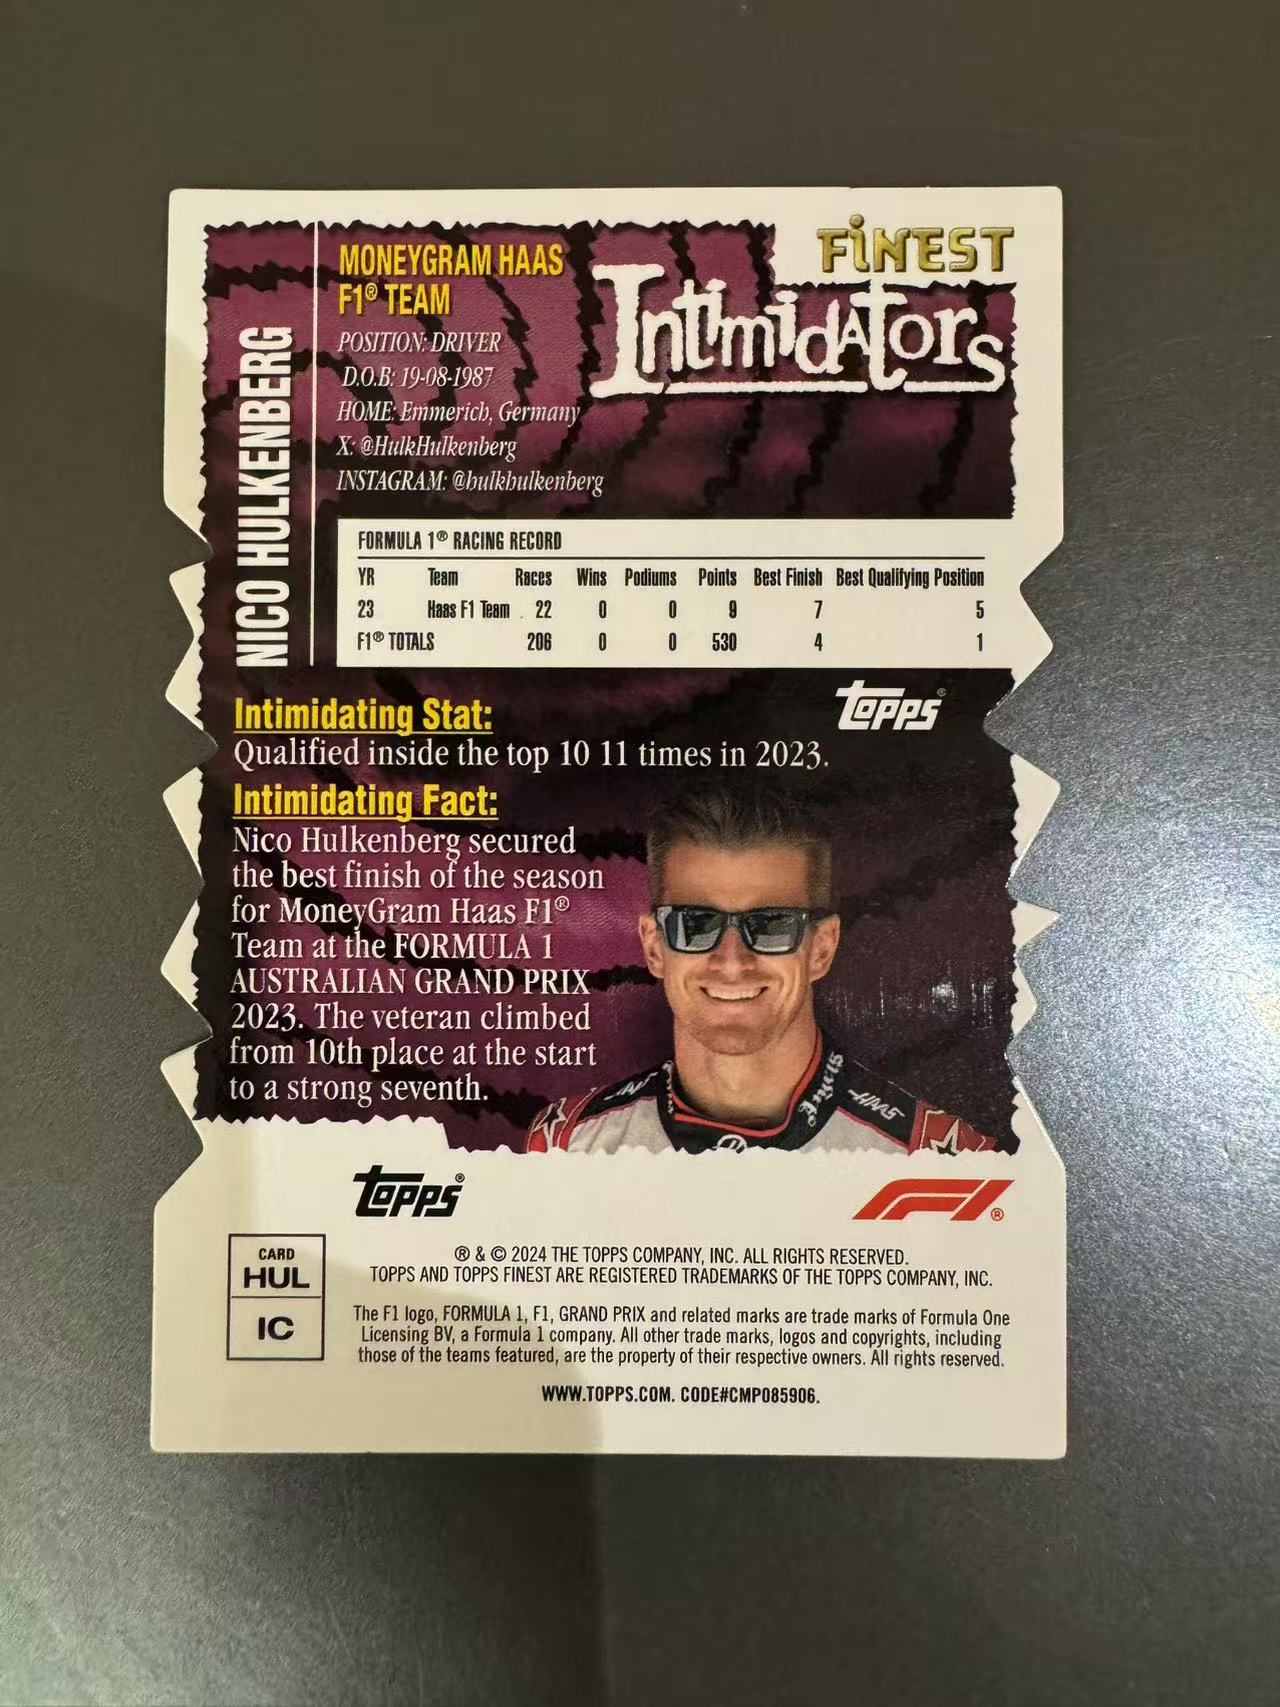 NICO HULKENBERG
MONEYGRAM HAAS
F1® TEAM
POSITION: DRIVER
D.O.B: 19-08-1987
HOME: Emmerich, Germany
X: @HulkHulkenberg
INSTAGRAM: @hulkhulkenberg
FINEST
Intimidators
FORMULA 1® RACING RECORD
YR Team Races Wins Podiums Points Best Finish Best Qualifying Position
23 Haas F1 Team 22 0 0 9 7 5
F1® TOTALS 206 0 0 530 4 1
Topps®
Intimidating Stat:
Qualified inside the top 10 11 times in 2023.
Intimidating Fact:
Nico Hulkenberg secured
the best finish of the season
for MoneyGram Haas F1®
Team at the FORMULA 1
AUSTRALIAN GRAND PRIX
2023. The veteran climbed
from 10th place at the start
to a strong seventh.
Angels
HAAS
Topps®
F1®
CARD
HUL
IC
® & © 2024 THE TOPPS COMPANY, INC. ALL RIGHTS RESERVED.
TOPPS AND TOPPS FINEST ARE REGISTERED TRADEMARKS OF THE TOPPS COMPANY, INC.
The F1 logo, FORMULA 1, F1, GRAND PRIX and related marks are trade marks of Formula One
Licensing BV, a Formula 1 company. All other trade marks, logos and copyrights, including
those of the teams featured, are the property of their respective owners. All rights reserved.
WWW.TOPPS.COM. CODE#CMP085906.